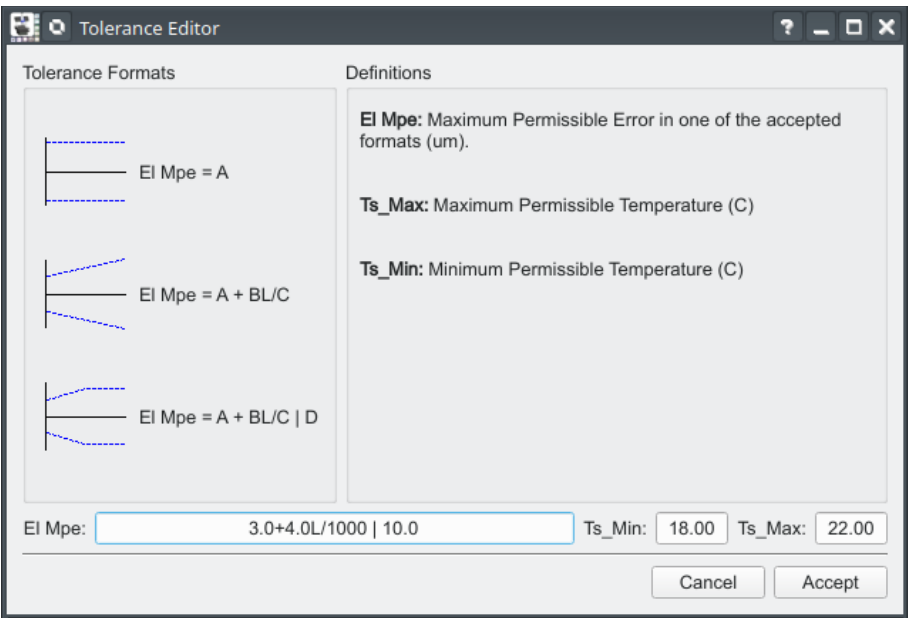 Tolerance Editor
Tolerance Formats
El Mpe = A
El Mpe = A + BL/C
El Mpe = A + BL/C | D
Definitions
El Mpe: Maximum Permissible Error in one of the accepted
formats (um).
Ts_Max: Maximum Permissible Temperature (C)
Ts_Min: Minimum Permissible Temperature (C)
El Mpe: 3.0+4.0L/1000 | 10.0 Ts_Min: 18.00 Ts_Max: 22.00
Cancel Accept